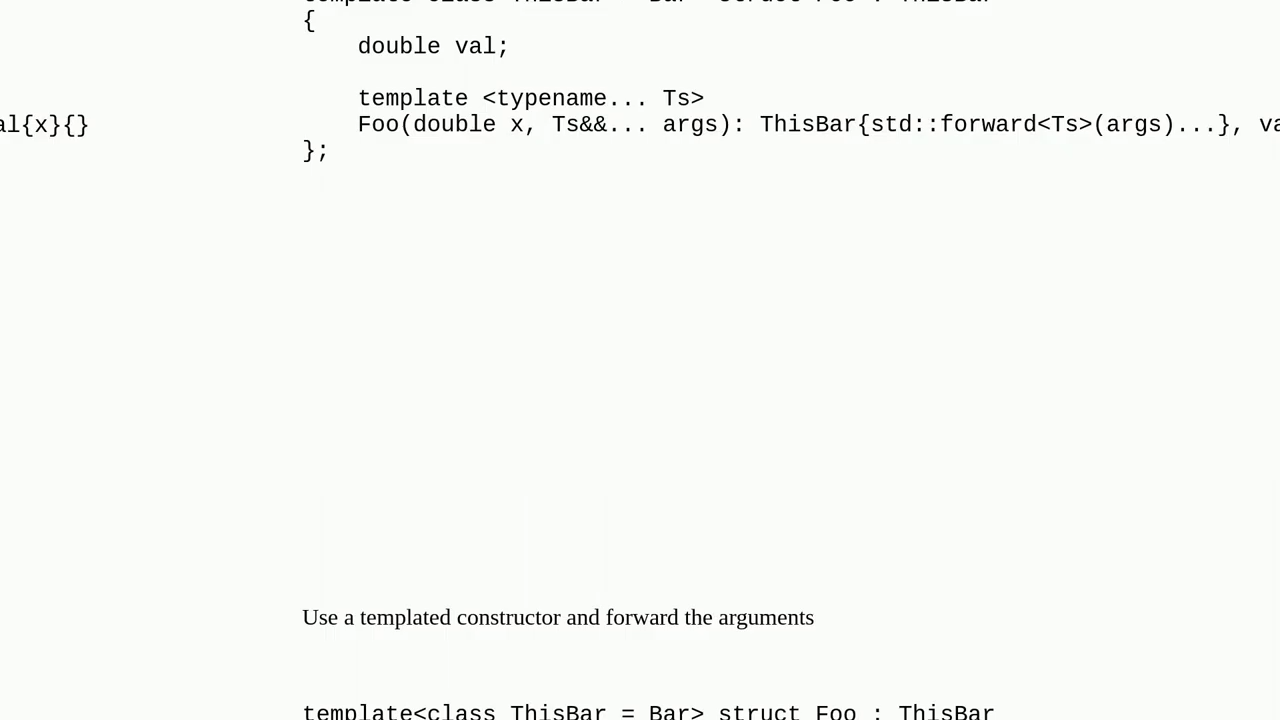 {
double val;
template <typename... Ts>
al{x}{}
Foo(double x, Ts&&... args): ThisBar{std::forward<Ts>(args)...}, va
};
Use a templated constructor and forward the arguments
template<class ThisBar = Bar> struct Foo : ThisBar